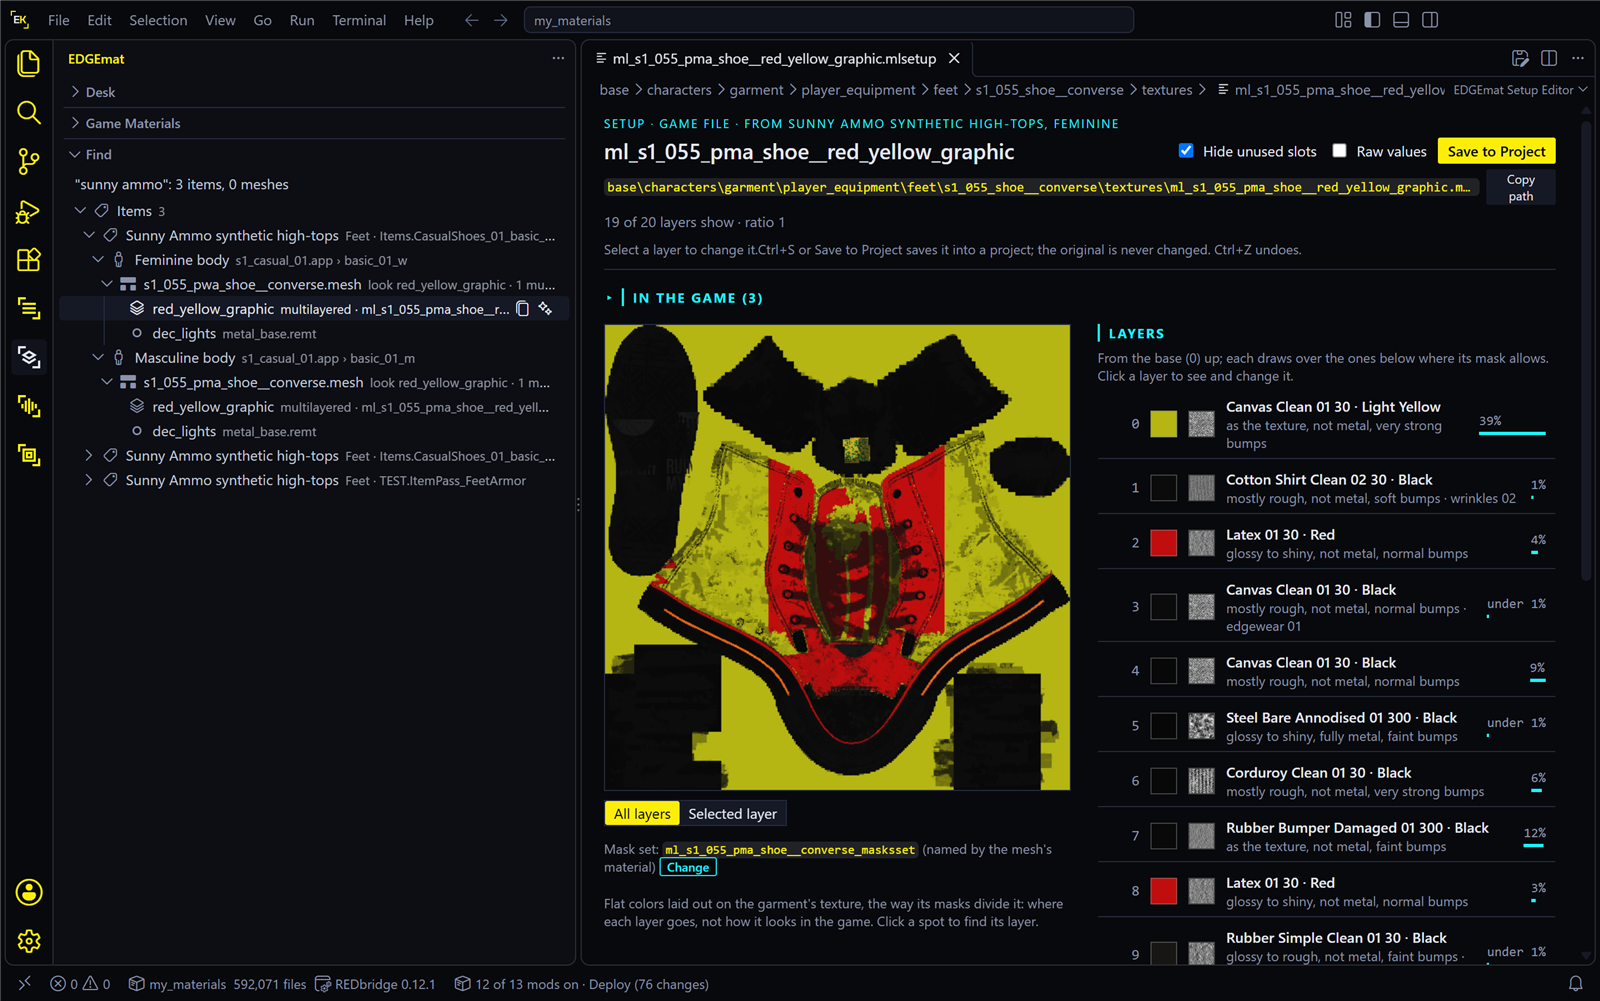 File Edit Selection View Go Run Terminal Help
my_materials
EDGEmat
Desk
Game Materials
Find
"sunny ammo": 3 items, 0 meshes
Items 3
Sunny Ammo synthetic high-tops Feet · Items.CasualShoes_01_basic_...
Feminine body s1_casual_01.app › basic_01_w
s1_055_pwa_shoe__converse.mesh look red_yellow_graphic · 1 mu...
red_yellow_graphic multilayered · ml_s1_055_pma_shoe__r...
dec_lights metal_base.remt
Masculine body s1_casual_01.app › basic_01_m
s1_055_pma_shoe__converse.mesh look red_yellow_graphic · 1 m...
red_yellow_graphic multilayered · ml_s1_055_pma_shoe__red_yell...
dec_lights metal_base.remt
Sunny Ammo synthetic high-tops Feet · Items.CasualShoes_01_basic_...
Sunny Ammo synthetic high-tops Feet · TEST.ItemPass_FeetArmor
ml_s1_055_pma_shoe__red_yellow_graphic.mlsetup
base > characters > garment > player_equipment > feet > s1_055_shoe__converse > textures > ml_s1_055_pma_shoe__red_yellov EDGEmat Setup Editor
SETUP · GAME FILE · FROM SUNNY AMMO SYNTHETIC HIGH-TOPS, FEMININE
ml_s1_055_pma_shoe__red_yellow_graphic
Hide unused slots Raw values Save to Project
base\characters\garment\player_equipment\feet\s1_055_shoe__converse\textures\ml_s1_055_pma_shoe__red_yellow_graphic.m…
Copy path
19 of 20 layers show · ratio 1
Select a layer to change it.Ctrl+S or Save to Project saves it into a project; the original is never changed. Ctrl+Z undoes.
IN THE GAME (3)
All layers Selected layer
Mask set: ml_s1_055_pma_shoe__converse_masksset (named by the mesh's
material) Change
Flat colors laid out on the garment's texture, the way its masks divide it: where
each layer goes, not how it looks in the game. Click a spot to find its layer.
LAYERS
From the base (0) up; each draws over the ones below where its mask allows.
Click a layer to see and change it.
0 Canvas Clean 01 30 · Light Yellow 39%
as the texture, not metal, very strong
bumps
1 Cotton Shirt Clean 02 30 · Black 1%
mostly rough, not metal, soft bumps · wrinkles 02
2 Latex 01 30 · Red 4%
glossy to shiny, not metal, normal bumps
3 Canvas Clean 01 30 · Black under 1%
mostly rough, not metal, normal bumps ·
edgewear 01
4 Canvas Clean 01 30 · Black 9%
mostly rough, not metal, normal bumps
5 Steel Bare Annodised 01 300 · Black under 1%
glossy to shiny, fully metal, faint bumps
6 Corduroy Clean 01 30 · Black 6%
mostly rough, not metal, very strong bumps
7 Rubber Bumper Damaged 01 300 · Black 12%
as the texture, not metal, faint bumps
8 Latex 01 30 · Red 3%
glossy to shiny, not metal, normal bumps
9 Rubber Simple Clean 01 30 · Black under 1%
glossy to rough, not metal, faint bumps ·
0 0 my_materials 592,071 files REDbridge 0.12.1 12 of 13 mods on · Deploy (76 changes)